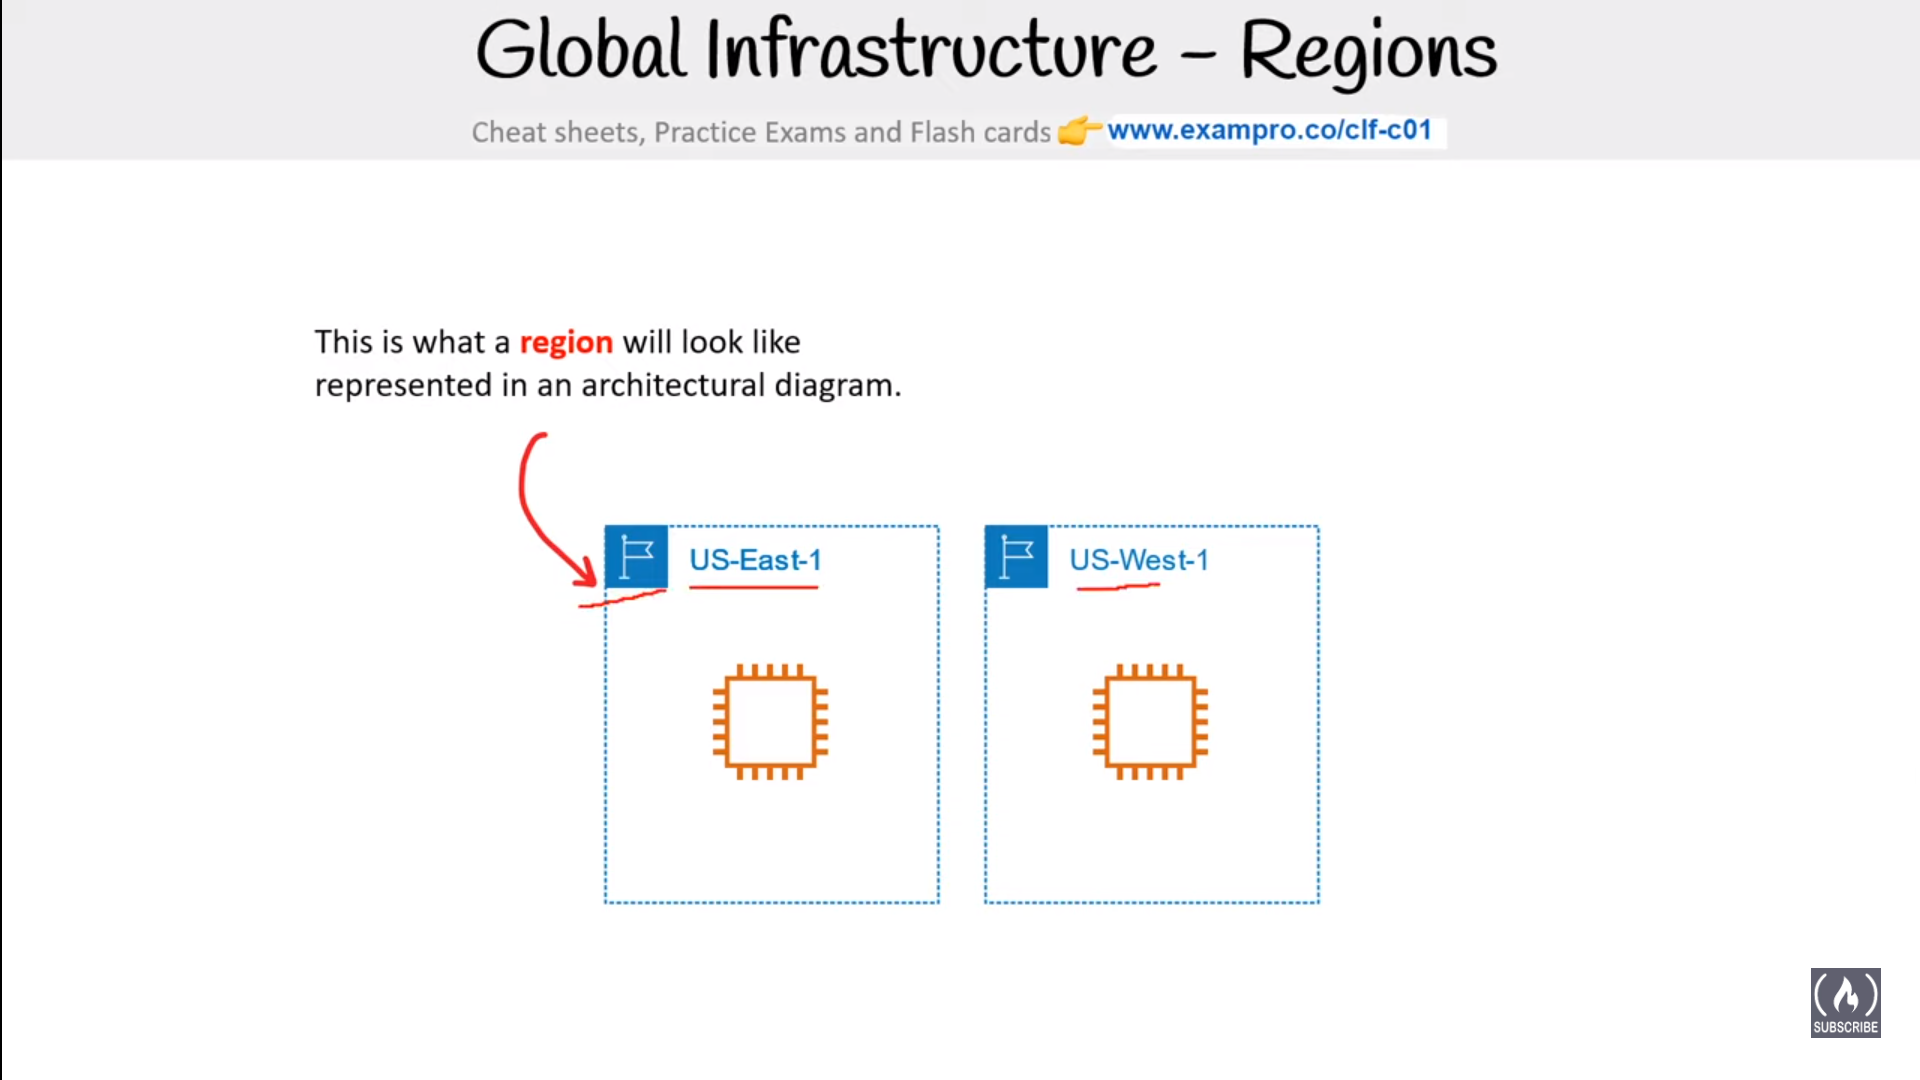 Global Infrastructure – Regions
Cheat sheets, Practice Exams and Flash cards 👉 www.exampro.co/clf-c01
This is what a region will look like
represented in an architectural diagram.
US-East-1
US-West-1
SUBSCRIBE